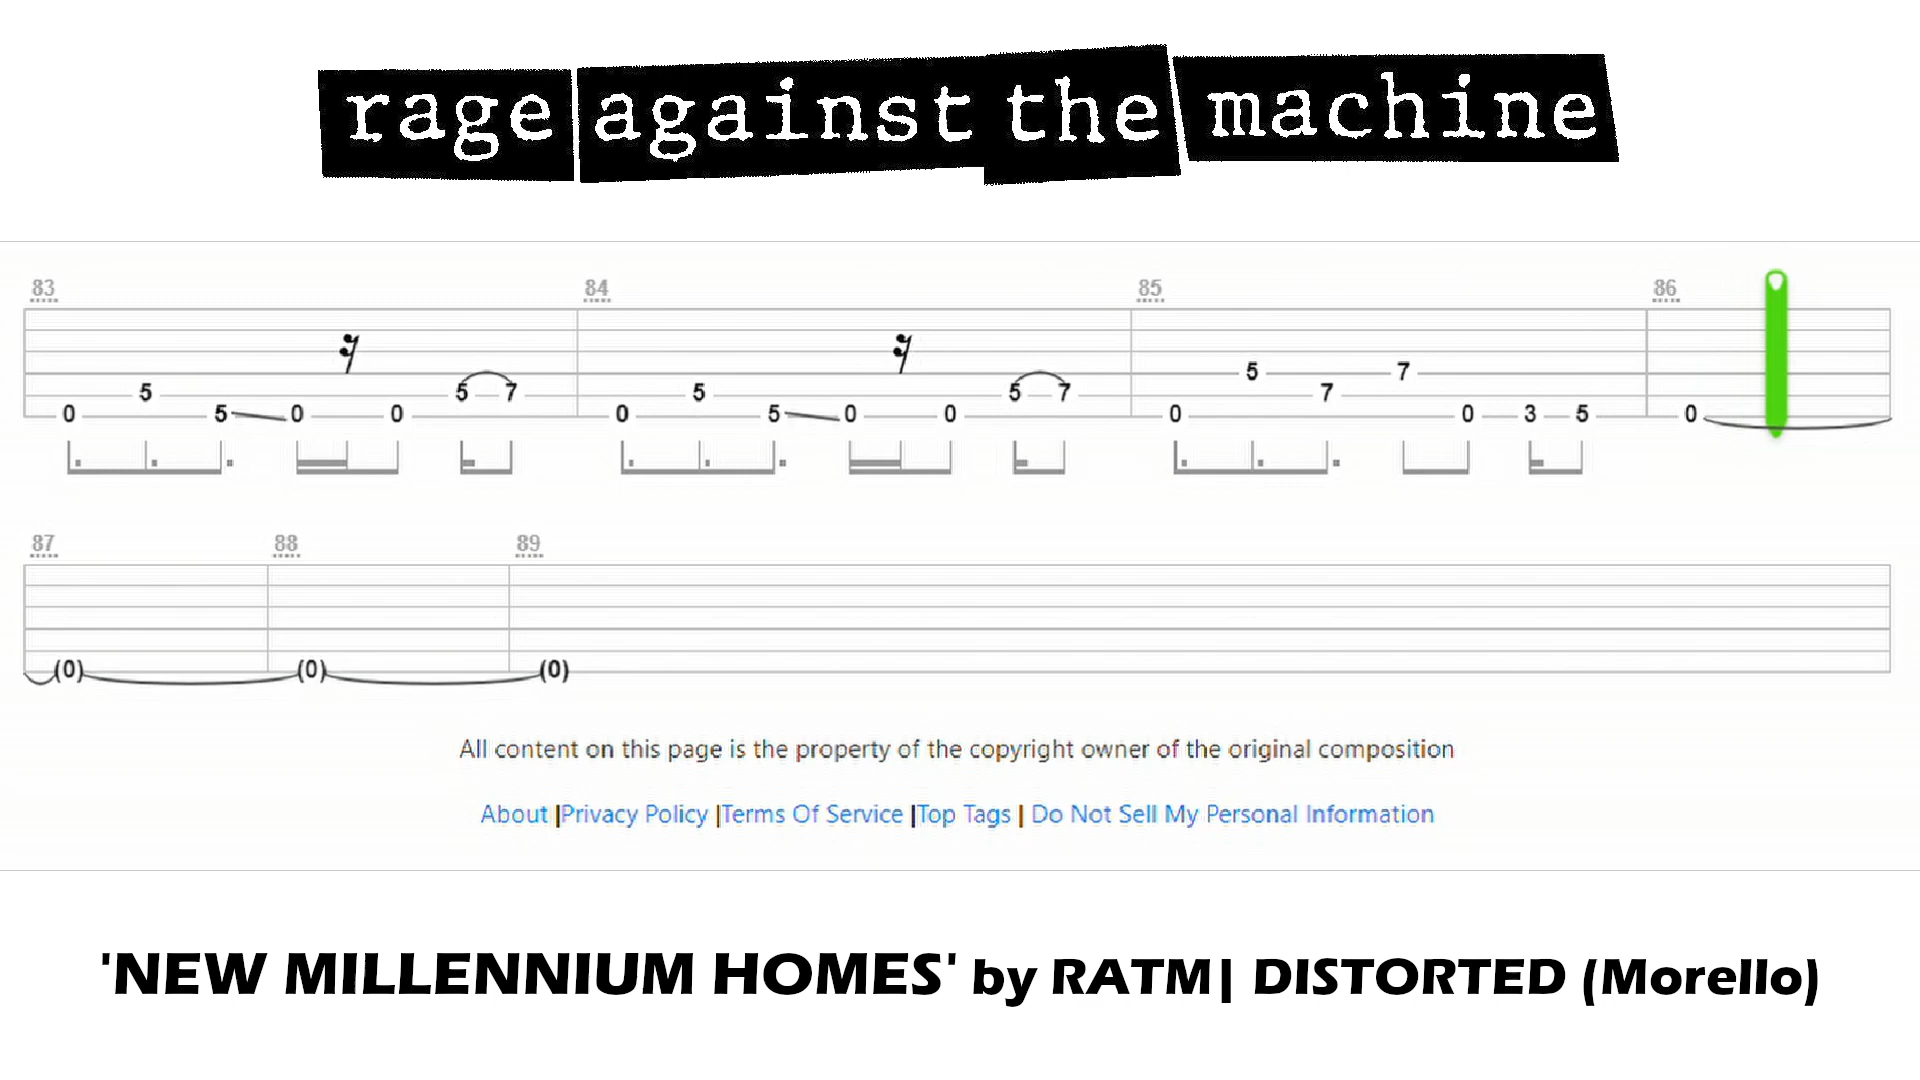 rage against the machine
83 84 85 86
5 5 5 7
5 5 7 5 5 7 7
0 5 0 0 0 5 0 0 0 0 3 5 0
87 88 89
(0) (0) (0)
All content on this page is the property of the copyright owner of the original composition
About |Privacy Policy |Terms Of Service |Top Tags | Do Not Sell My Personal Information
'NEW MILLENNIUM HOMES' by RATM| DISTORTED (Morello)